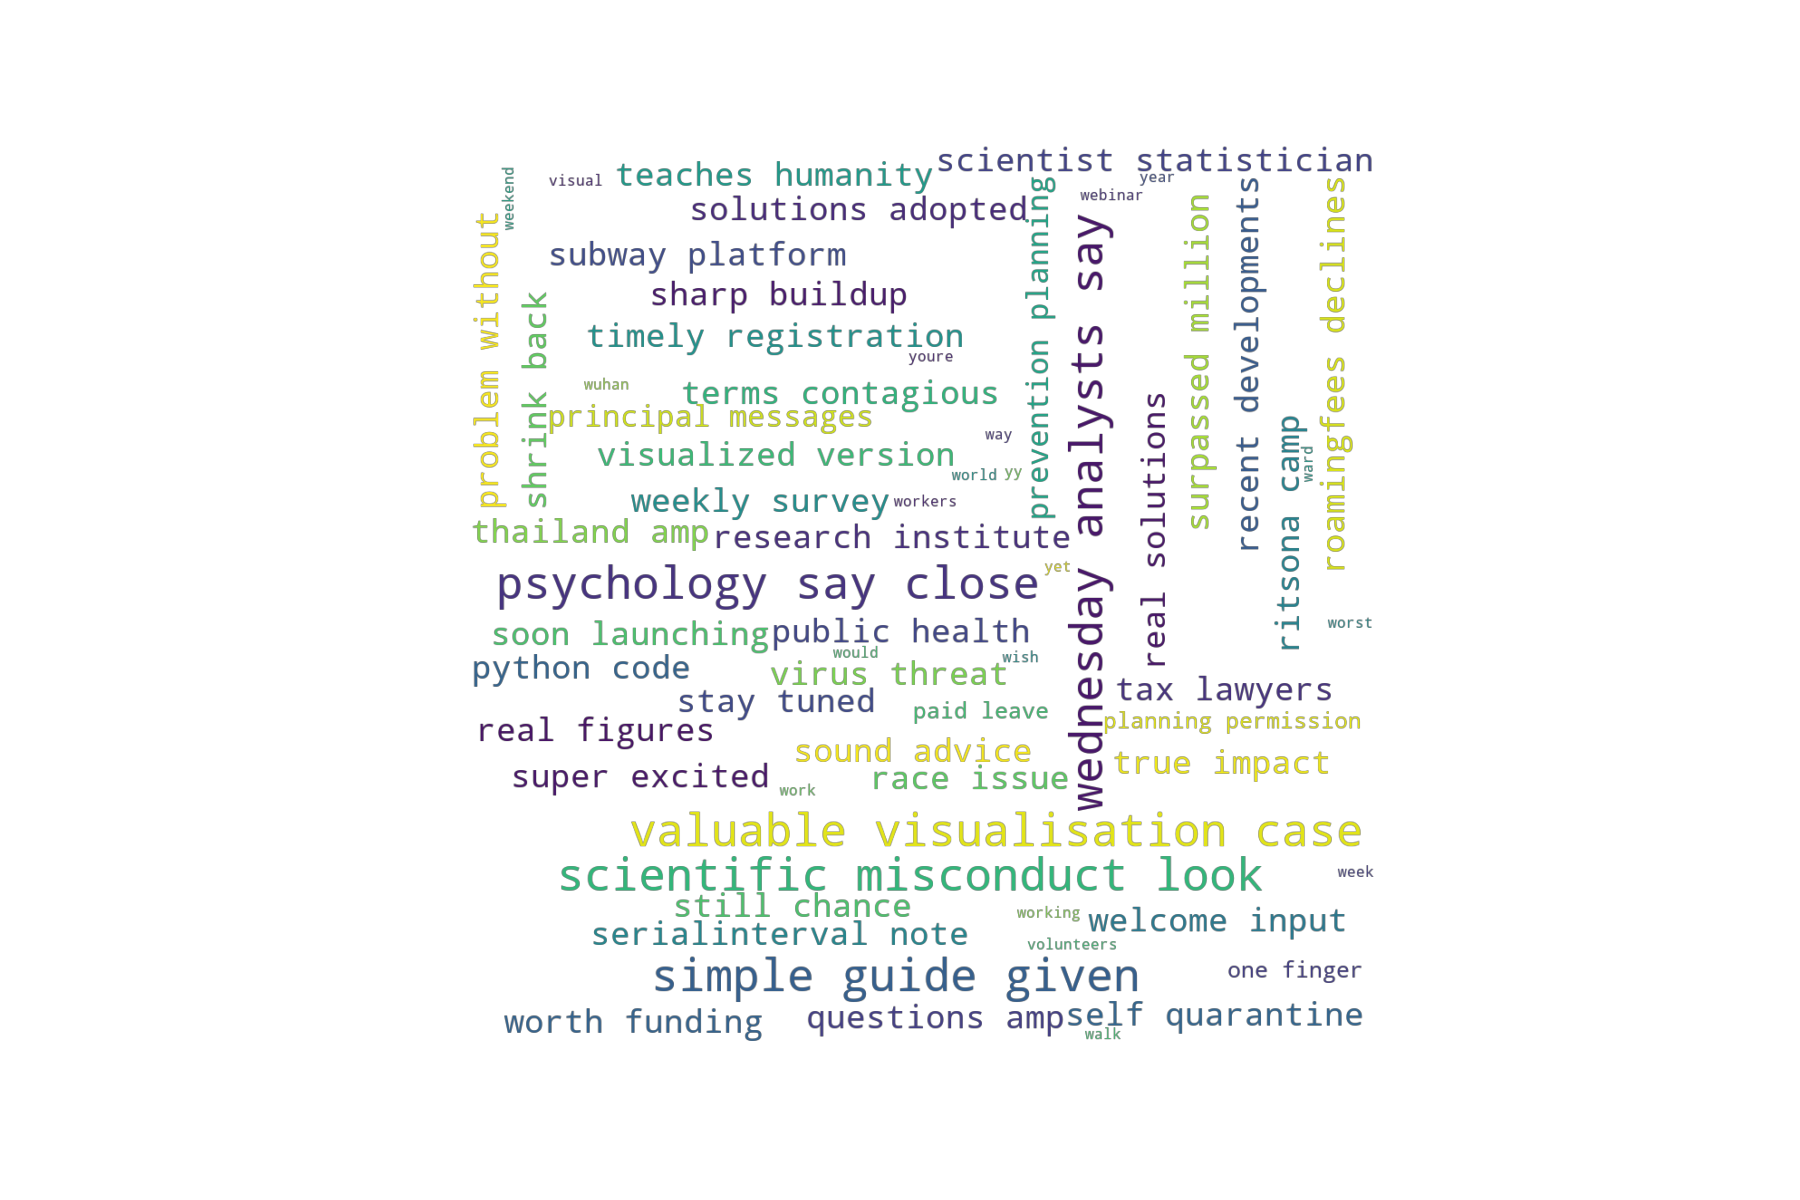 scientist statistician
teaches humanity
visual
year
weekend
webinar
solutions adopted
subway platform
sharp buildup
timely registration
youre
wuhan
terms contagious
principal messages
way
visualized version
world
yy
weekly survey
workers
problem without
shrink back
prevention planning
wednesday analysts say
real solutions
surpassed million
recent developments
ritsona camp
ward
roamingfees declines
thailand amp
research institute
psychology say close
yet
soon launching
public health
worst
would
wish
python code
virus threat
stay tuned
paid leave
tax lawyers
planning permission
real figures
sound advice
true impact
super excited
race issue
work
valuable visualisation case
scientific misconduct look
week
still chance
working
welcome input
serialinterval note
volunteers
simple guide given
one finger
worth funding
questions amp
self quarantine
walk